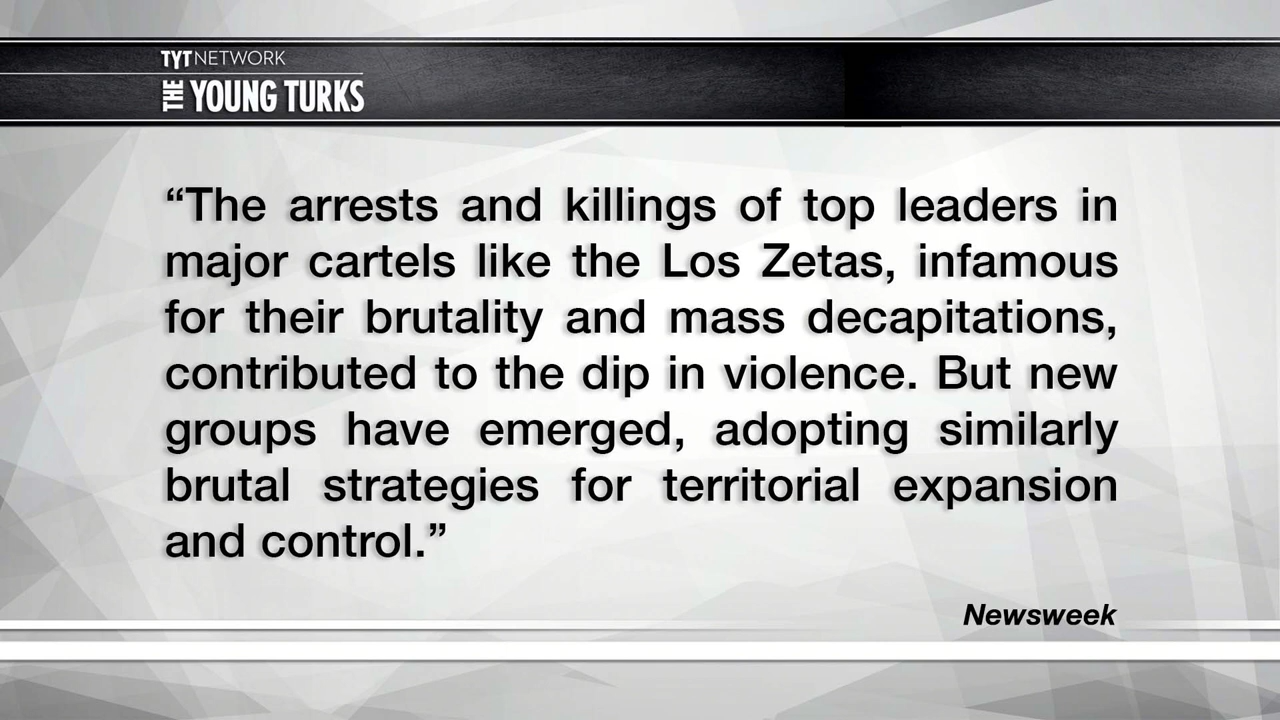 TYT NETWORK
THE YOUNG TURKS
“The arrests and killings of top leaders in
major cartels like the Los Zetas, infamous
for their brutality and mass decapitations,
contributed to the dip in violence. But new
groups have emerged, adopting similarly
brutal strategies for territorial expansion
and control.”
Newsweek